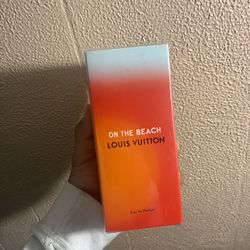 ON THE BEACH
LOUIS VUITTON
Eau de Parfum